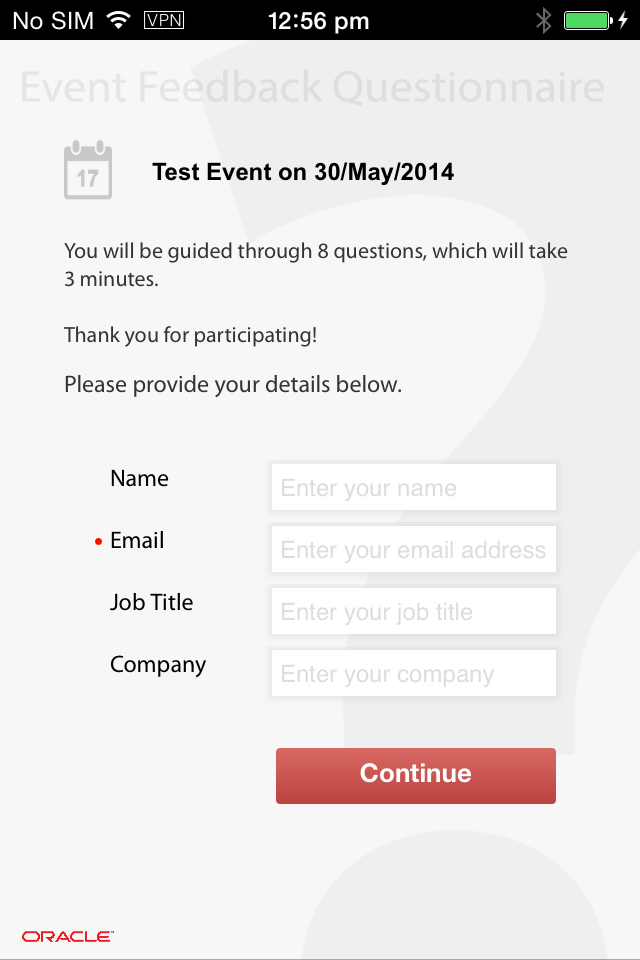 No SIM VPN 12:56 pm
Event Feedback Questionnaire
17
Test Event on 30/May/2014
You will be guided through 8 questions, which will take
3 minutes.
Thank you for participating!
Please provide your details below.
Name Enter your name
Email Enter your email address
Job Title Enter your job title
Company Enter your company
Continue
ORACLE™